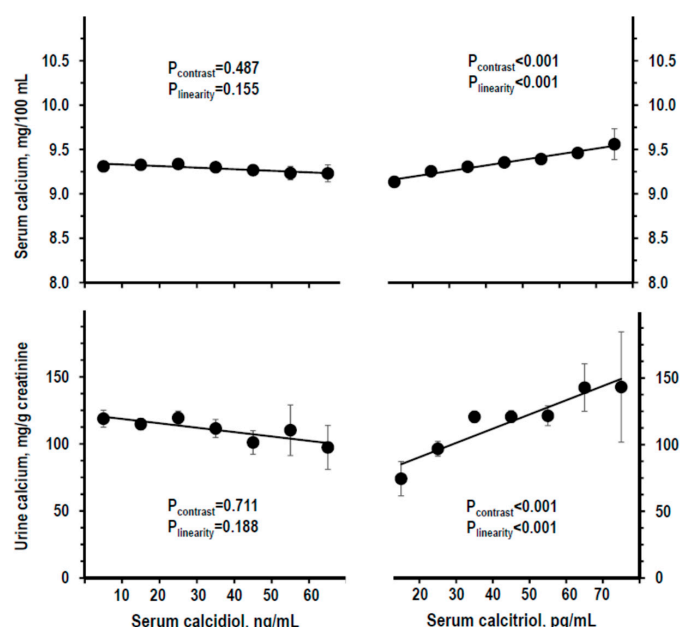 10.5
10.0
9.5
9.0
8.5
8.0
Serum calcium, mg/100 mL
Pcontrast=0.487
Plinearity=0.155
Pcontrast<0.001
Plinearity<0.001
10.5
10.0
9.5
9.0
8.5
8.0
150
100
50
0
Urine calcium, mg/g creatinine
Pcontrast=0.711
Plinearity=0.188
Pcontrast<0.001
Plinearity<0.001
150
100
50
0
10 20 30 40 50 60
20 30 40 50 60 70
Serum calcidiol, ng/mL
Serum calcitriol, pg/mL